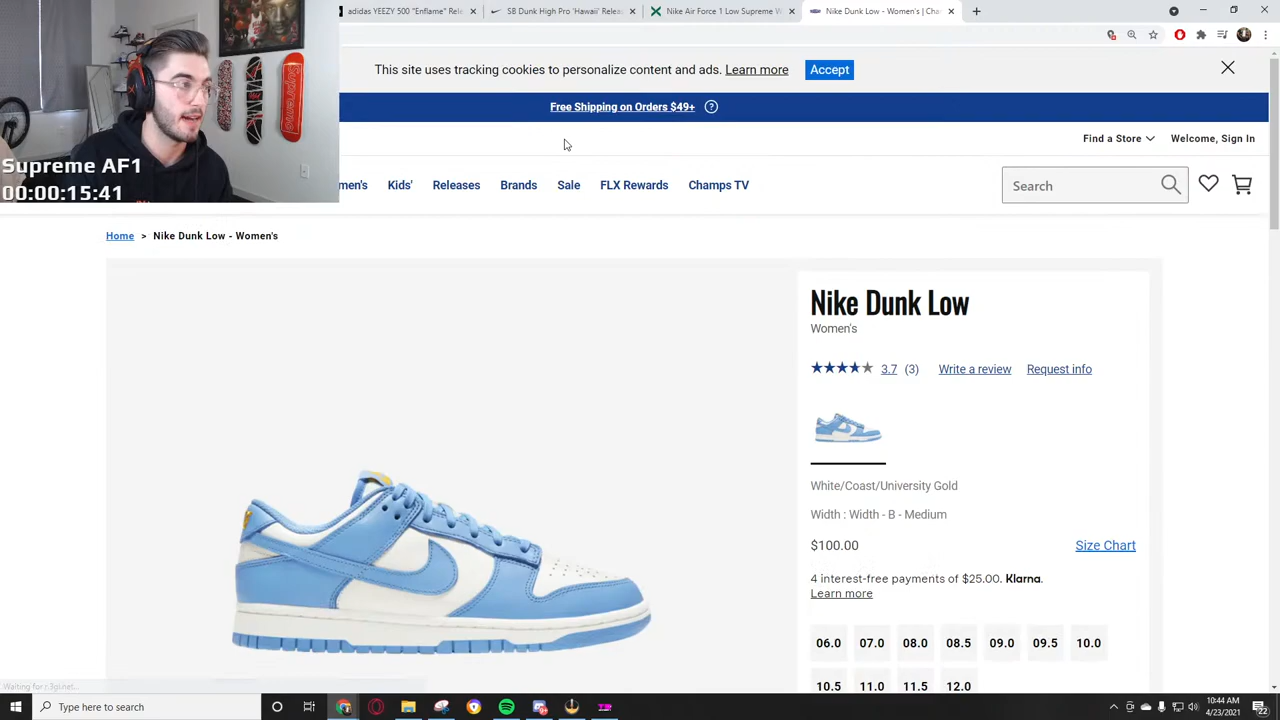 adidas YEEZY 500 "Enflame" Rele
SB Dunk High Pro 'Hawaii' Releas
Nike Air Force 1 Low Supreme W
Nike Dunk Low - Women's | Cha
This site uses tracking cookies to personalize content and ads. Learn more
Accept
Free Shipping on Orders $49+
?
Find a Store
Welcome, Sign In
men's
Kids'
Releases
Brands
Sale
FLX Rewards
Champs TV
Search
Supreme
Supreme AF1
00:00:15:41
Home > Nike Dunk Low - Women's
Nike Dunk Low
Women's
3.7 (3)
Write a review
Request info
White/Coast/University Gold
Width : Width - B - Medium
$100.00
Size Chart
4 interest-free payments of $25.00. Klarna.
Learn more
06.0 07.0 08.0 08.5 09.0 09.5 10.0
10.5 11.0 11.5 12.0
Type here to search
10:44 AM
4/23/2021
22